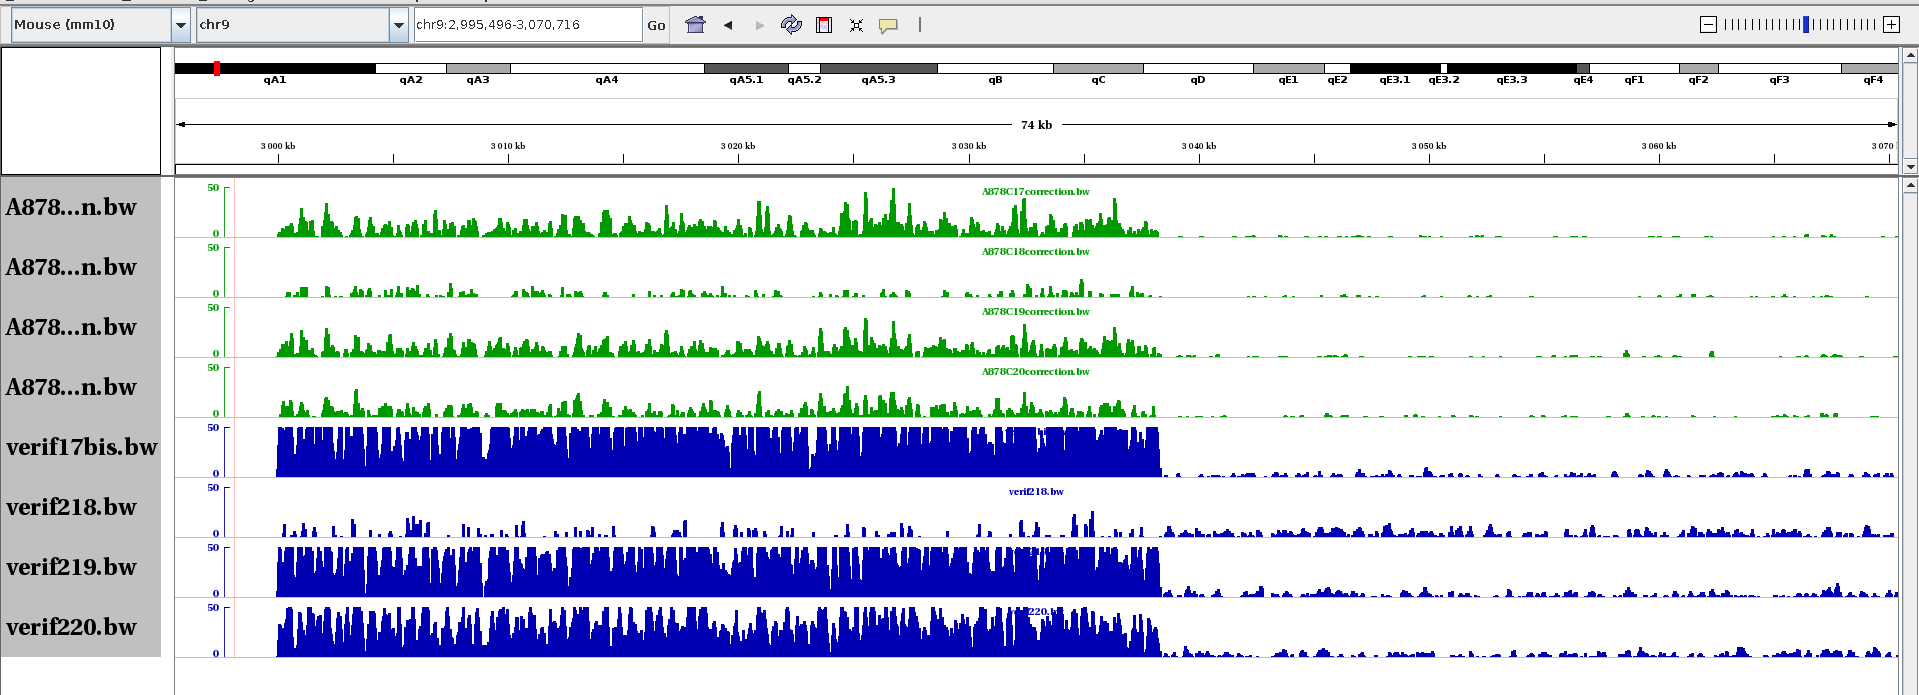 Mouse (mm10) chr9 chr9:2,995,496-3,070,716 Go
qA1 qA2 qA3 qA4 qA5.1 qA5.2 qA5.3 qB qC qD qE1 qE2 qE3.1 qE3.2 qE3.3 qE4 qF1 qF2 qF3 qF4
74 kb
3 000 kb 3 010 kb 3 020 kb 3 030 kb 3 040 kb 3 050 kb 3 060 kb 3 070
50 A878C17correction.bw
A878...n.bw
0
50 A878C18correction.bw
A878...n.bw
0
50 A878C19correction.bw
A878...n.bw
0
50 A878C20correction.bw
A878...n.bw
0
50
verif17bis.bw
0
50 verif218.bw
verif218.bw
0
50
verif219.bw
0
50
verif220.bw
0